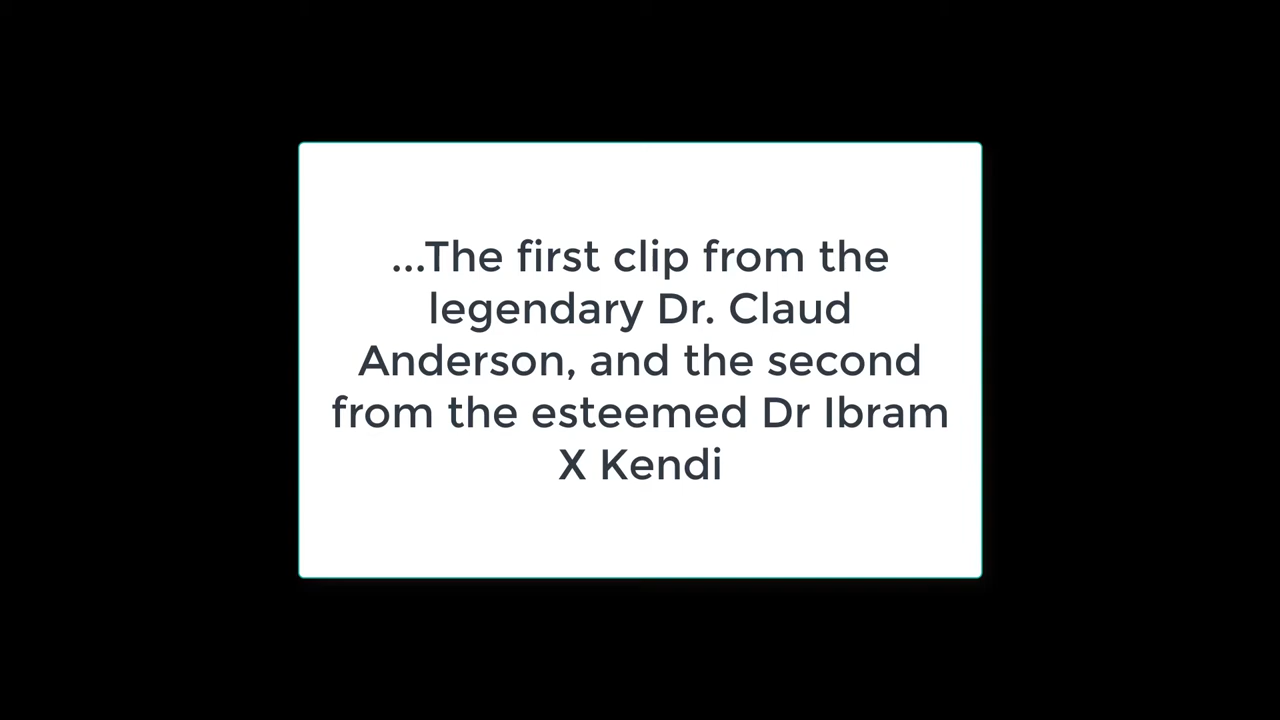 ...The first clip from the
legendary Dr. Claud
Anderson, and the second
from the esteemed Dr Ibram
X Kendi